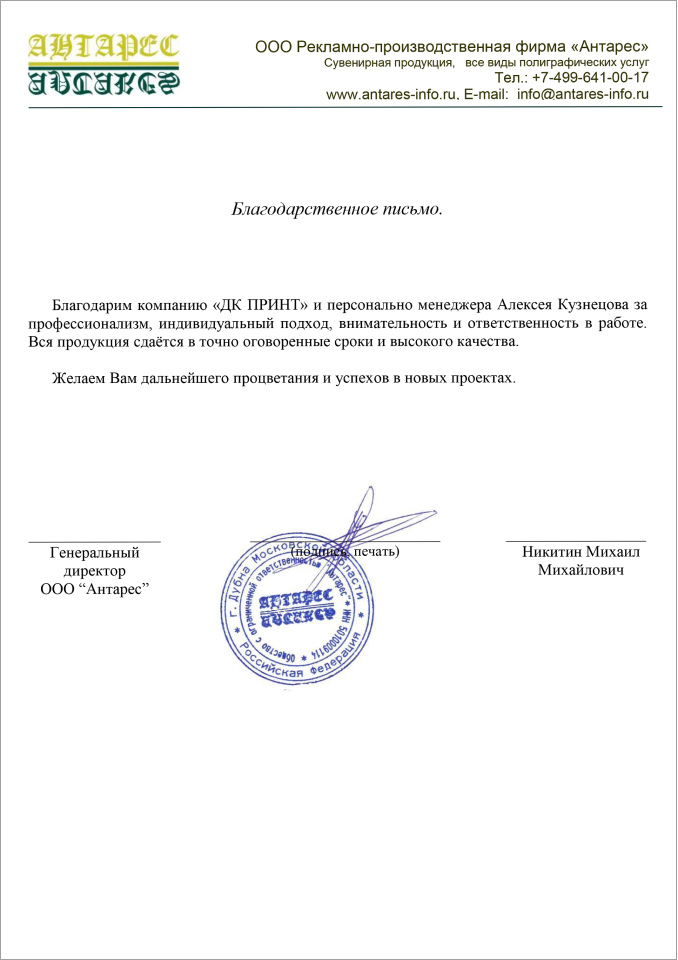 АНТАРЕС
АНТАРЕС
ООО Рекламно-производственная фирма «Антарес»
Сувенирная продукция, все виды полиграфических услуг
Тел.: +7-499-641-00-17
www.antares-info.ru, E-mail: info@antares-info.ru
Благодарственное письмо.
Благодарим компанию «ДК ПРИНТ» и персонально менеджера Алексея Кузнецова за
профессионализм, индивидуальный подход, внимательность и ответственность в работе.
Вся продукция сдаётся в точно оговоренные сроки и высокого качества.
Желаем Вам дальнейшего процветания и успехов в новых проектах.
Генеральный
директор
ООО “Антарес”
(подпись, печать)
Никитин Михаил
Михайлович
г. Дубна Московской области
* Российская Федерация *
Общество с ограниченной ответственностью "Антарес" * ИНН 5010009114 *
АНТАРЕС
АНТАРЕС